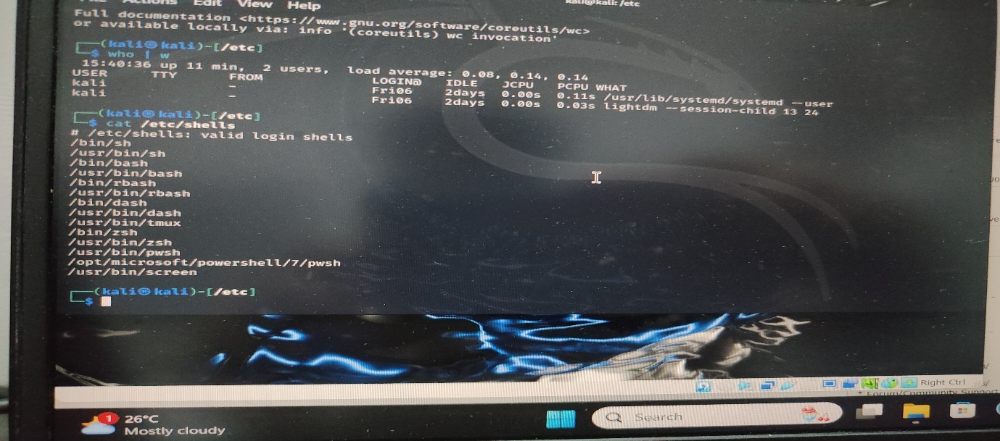 Actions Edit View Help
kali@kali: /etc
Full documentation <https://www.gnu.org/software/coreutils/wc>
or available locally via: info '(coreutils) wc invocation'
┌──(kali㉿kali)-[/etc]
└─$ who | w
15:40:36 up 11 min, 2 users, load average: 0.08, 0.14, 0.14
USER TTY FROM LOGIN@ IDLE JCPU PCPU WHAT
kali - Fri06 2days 0.00s 0.11s /usr/lib/systemd/systemd --user
kali - Fri06 2days 0.00s 0.03s lightdm --session-child 13 24
┌──(kali㉿kali)-[/etc]
└─$ cat /etc/shells
# /etc/shells: valid login shells
/bin/sh
/usr/bin/sh
/bin/bash
/usr/bin/bash
/bin/rbash
/usr/bin/rbash
/bin/dash
/usr/bin/dash
/usr/bin/tmux
/bin/zsh
/usr/bin/zsh
/usr/bin/pwsh
/opt/microsoft/powershell/7/pwsh
/usr/bin/screen
┌──(kali㉿kali)-[/etc]
└─$
Right Ctrl
Forum/Community Support
1
26°C
Mostly cloudy
Search